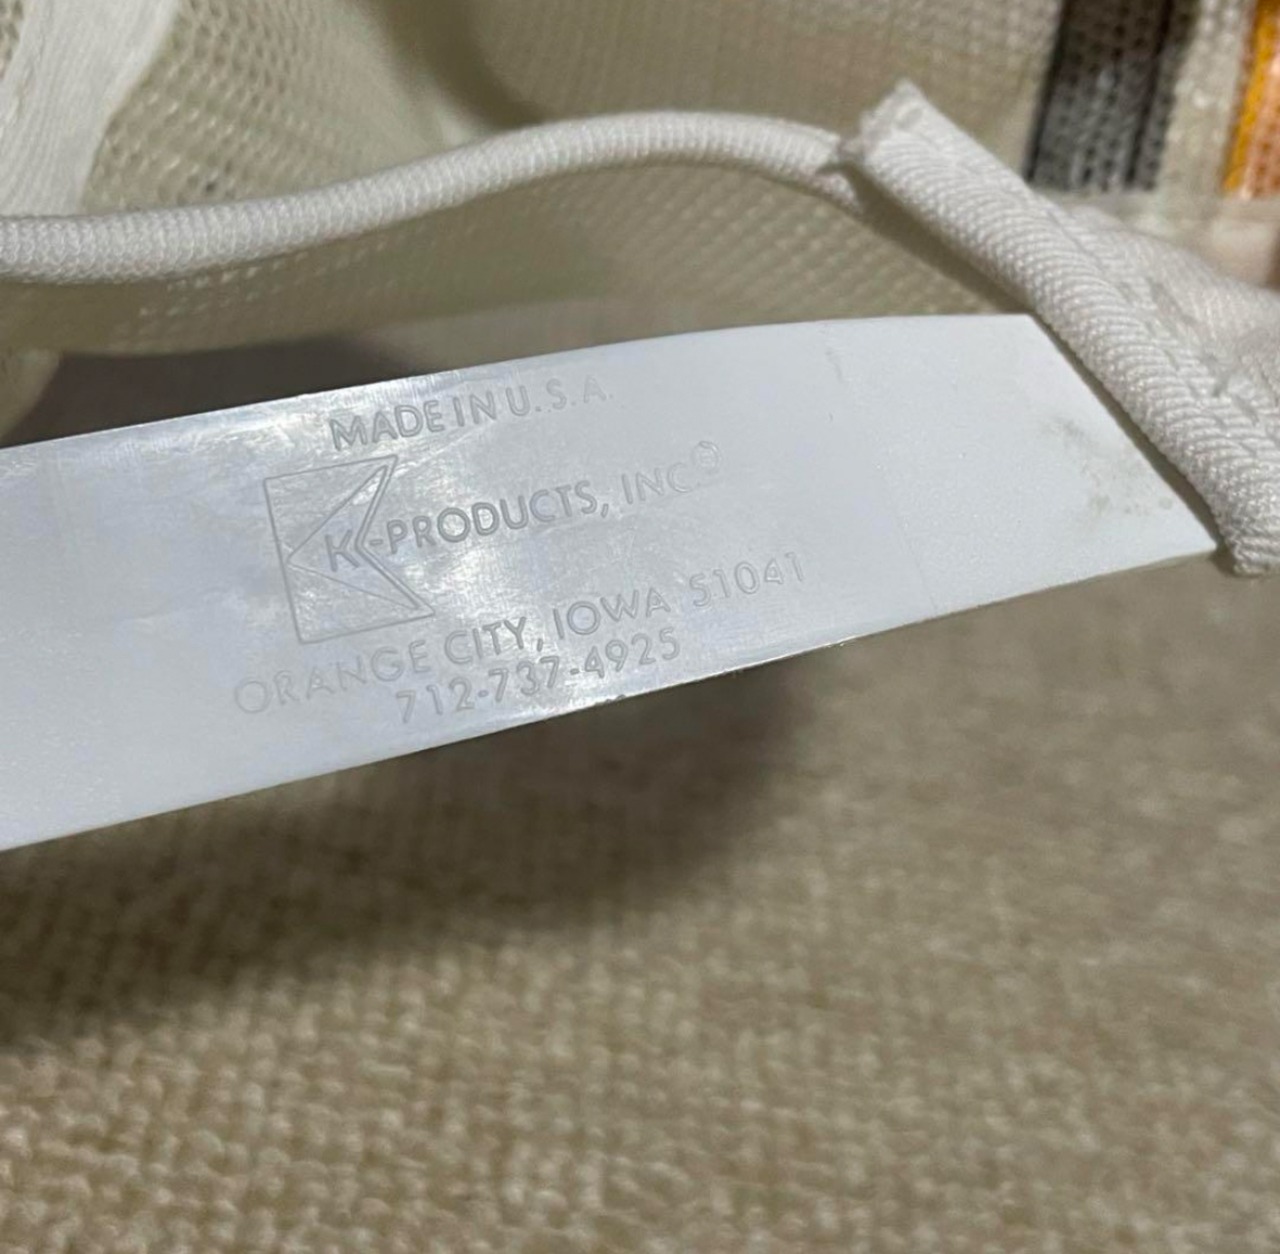 MADE IN U.S.A.
K-PRODUCTS, INC®
ORANGE CITY, IOWA 51041
712-737-4925